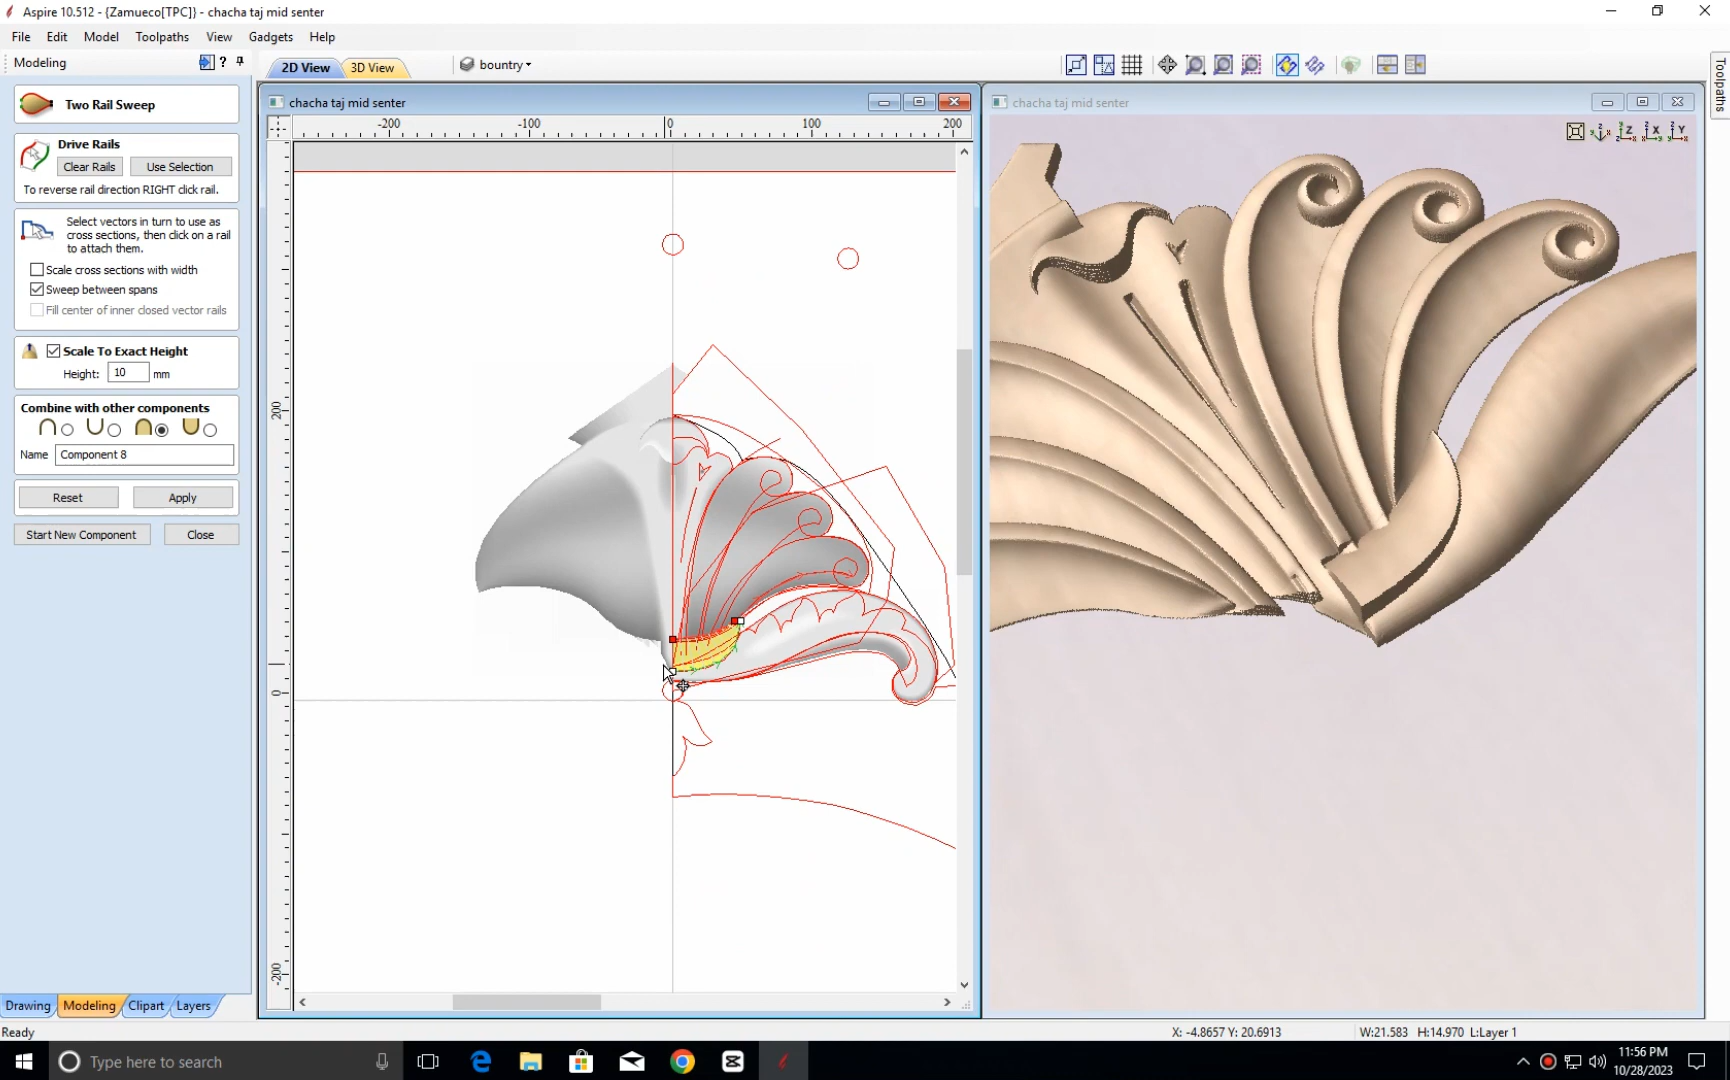 Aspire 10.512 - {Zamueco[TPC]} - chacha taj mid senter
File Edit Model Toolpaths View Gadgets Help
Modeling ?
2D View 3D View bountry
Toolpaths
Two Rail Sweep
Drive Rails
Clear Rails Use Selection
To reverse rail direction RIGHT click rail.
Select vectors in turn to use as
cross sections, then click on a rail
to attach them.
Scale cross sections with width
Sweep between spans
Fill center of inner closed vector rails
Scale To Exact Height
Height: 10 mm
Combine with other components
Name Component 8
Reset Apply
Start New Component Close
Drawing Modeling Clipart Layers
chacha taj mid senter
-200 -100 0 100 200
200
0
-200
chacha taj mid senter
Z X Y
Ready
X: -4.8657 Y: 20.6913
W:21.583 H:14.970 L:Layer 1
Type here to search
11:56 PM
10/28/2023